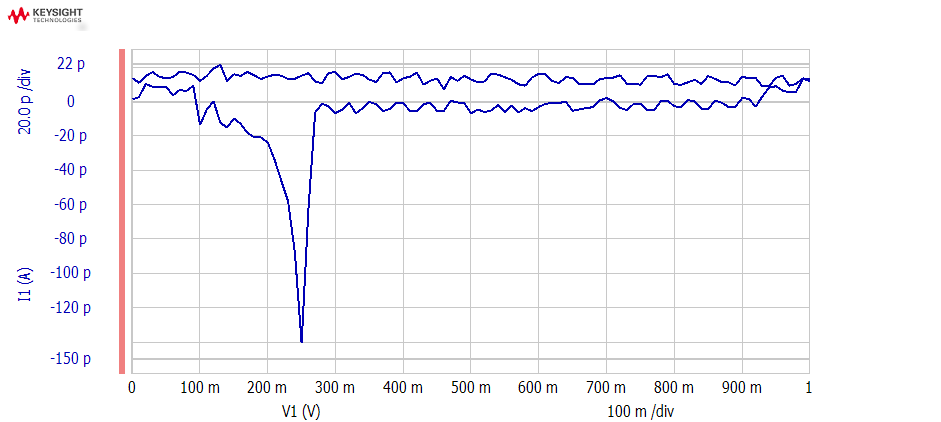 KEYSIGHT
TECHNOLOGIES
20.0 p /div
I1 (A)
22 p
0
-20 p
-40 p
-60 p
-80 p
-100 p
-120 p
-150 p
0 100 m 200 m 300 m 400 m 500 m 600 m 700 m 800 m 900 m 1
V1 (V) 100 m /div